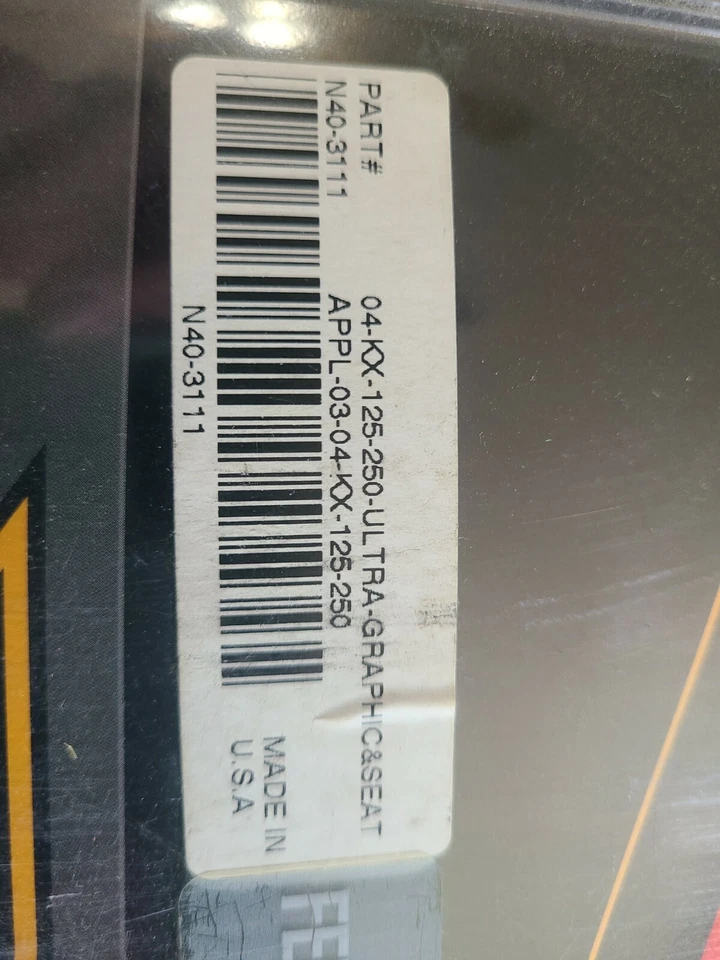 PART# 04-KX-125-250-ULTRA-GRAPHIC&SEAT
N40-3111 APPL-03-04-KX-125-250
N40-3111
MADE IN
U.S.A
FE